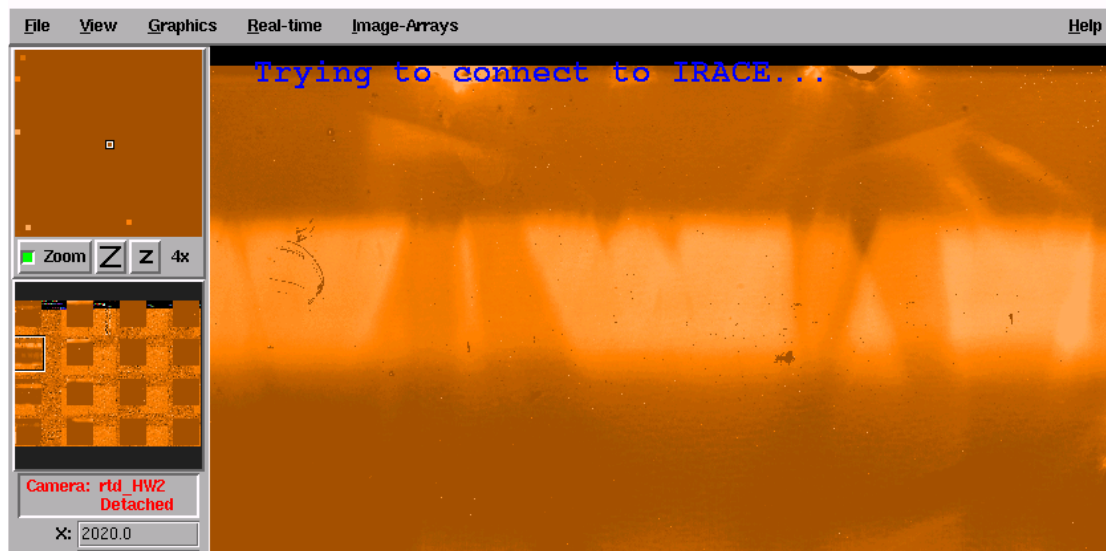 File View Graphics Real-time Image-Arrays Help
Trying to connect to IRACE...
Zoom Z z 4x
Camera: rtd_HW2
Detached
X: 2020.0